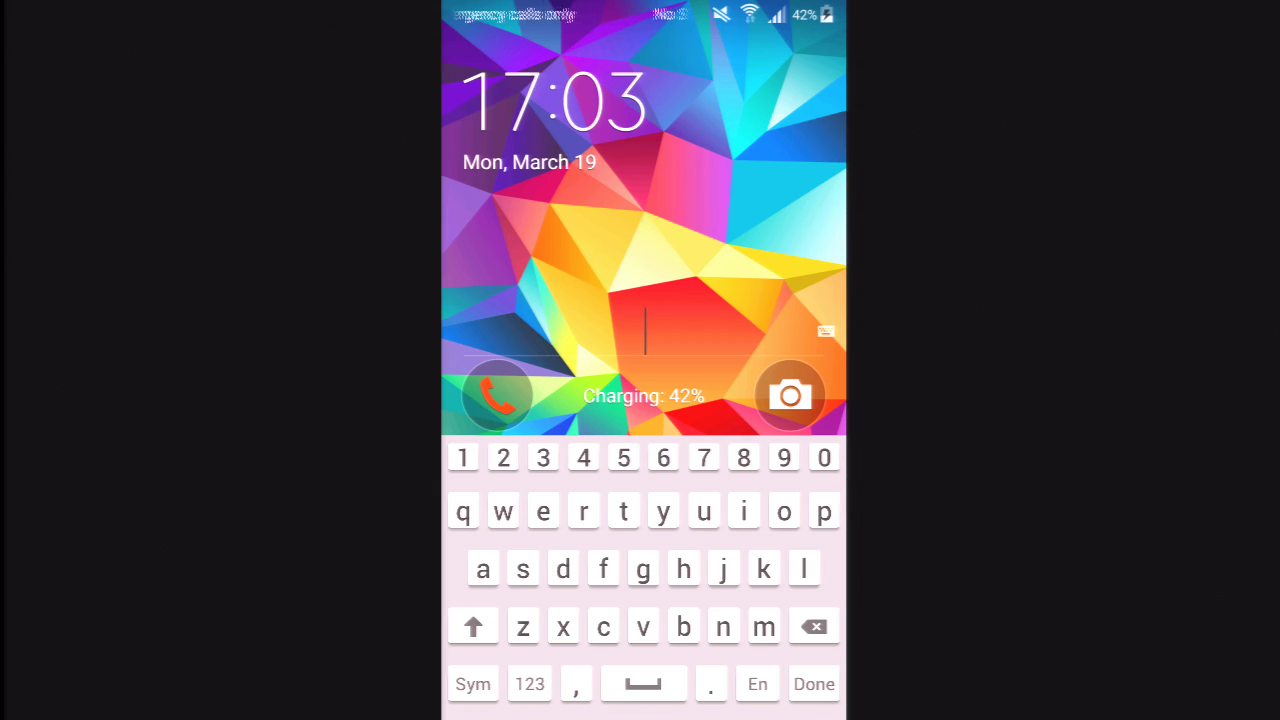 42%
17:03
Mon, March 19
Charging: 42%
1 2 3 4 5 6 7 8 9 0
q w e r t y u i o p
a s d f g h j k l
z x c v b n m
Sym 123 , . En Done